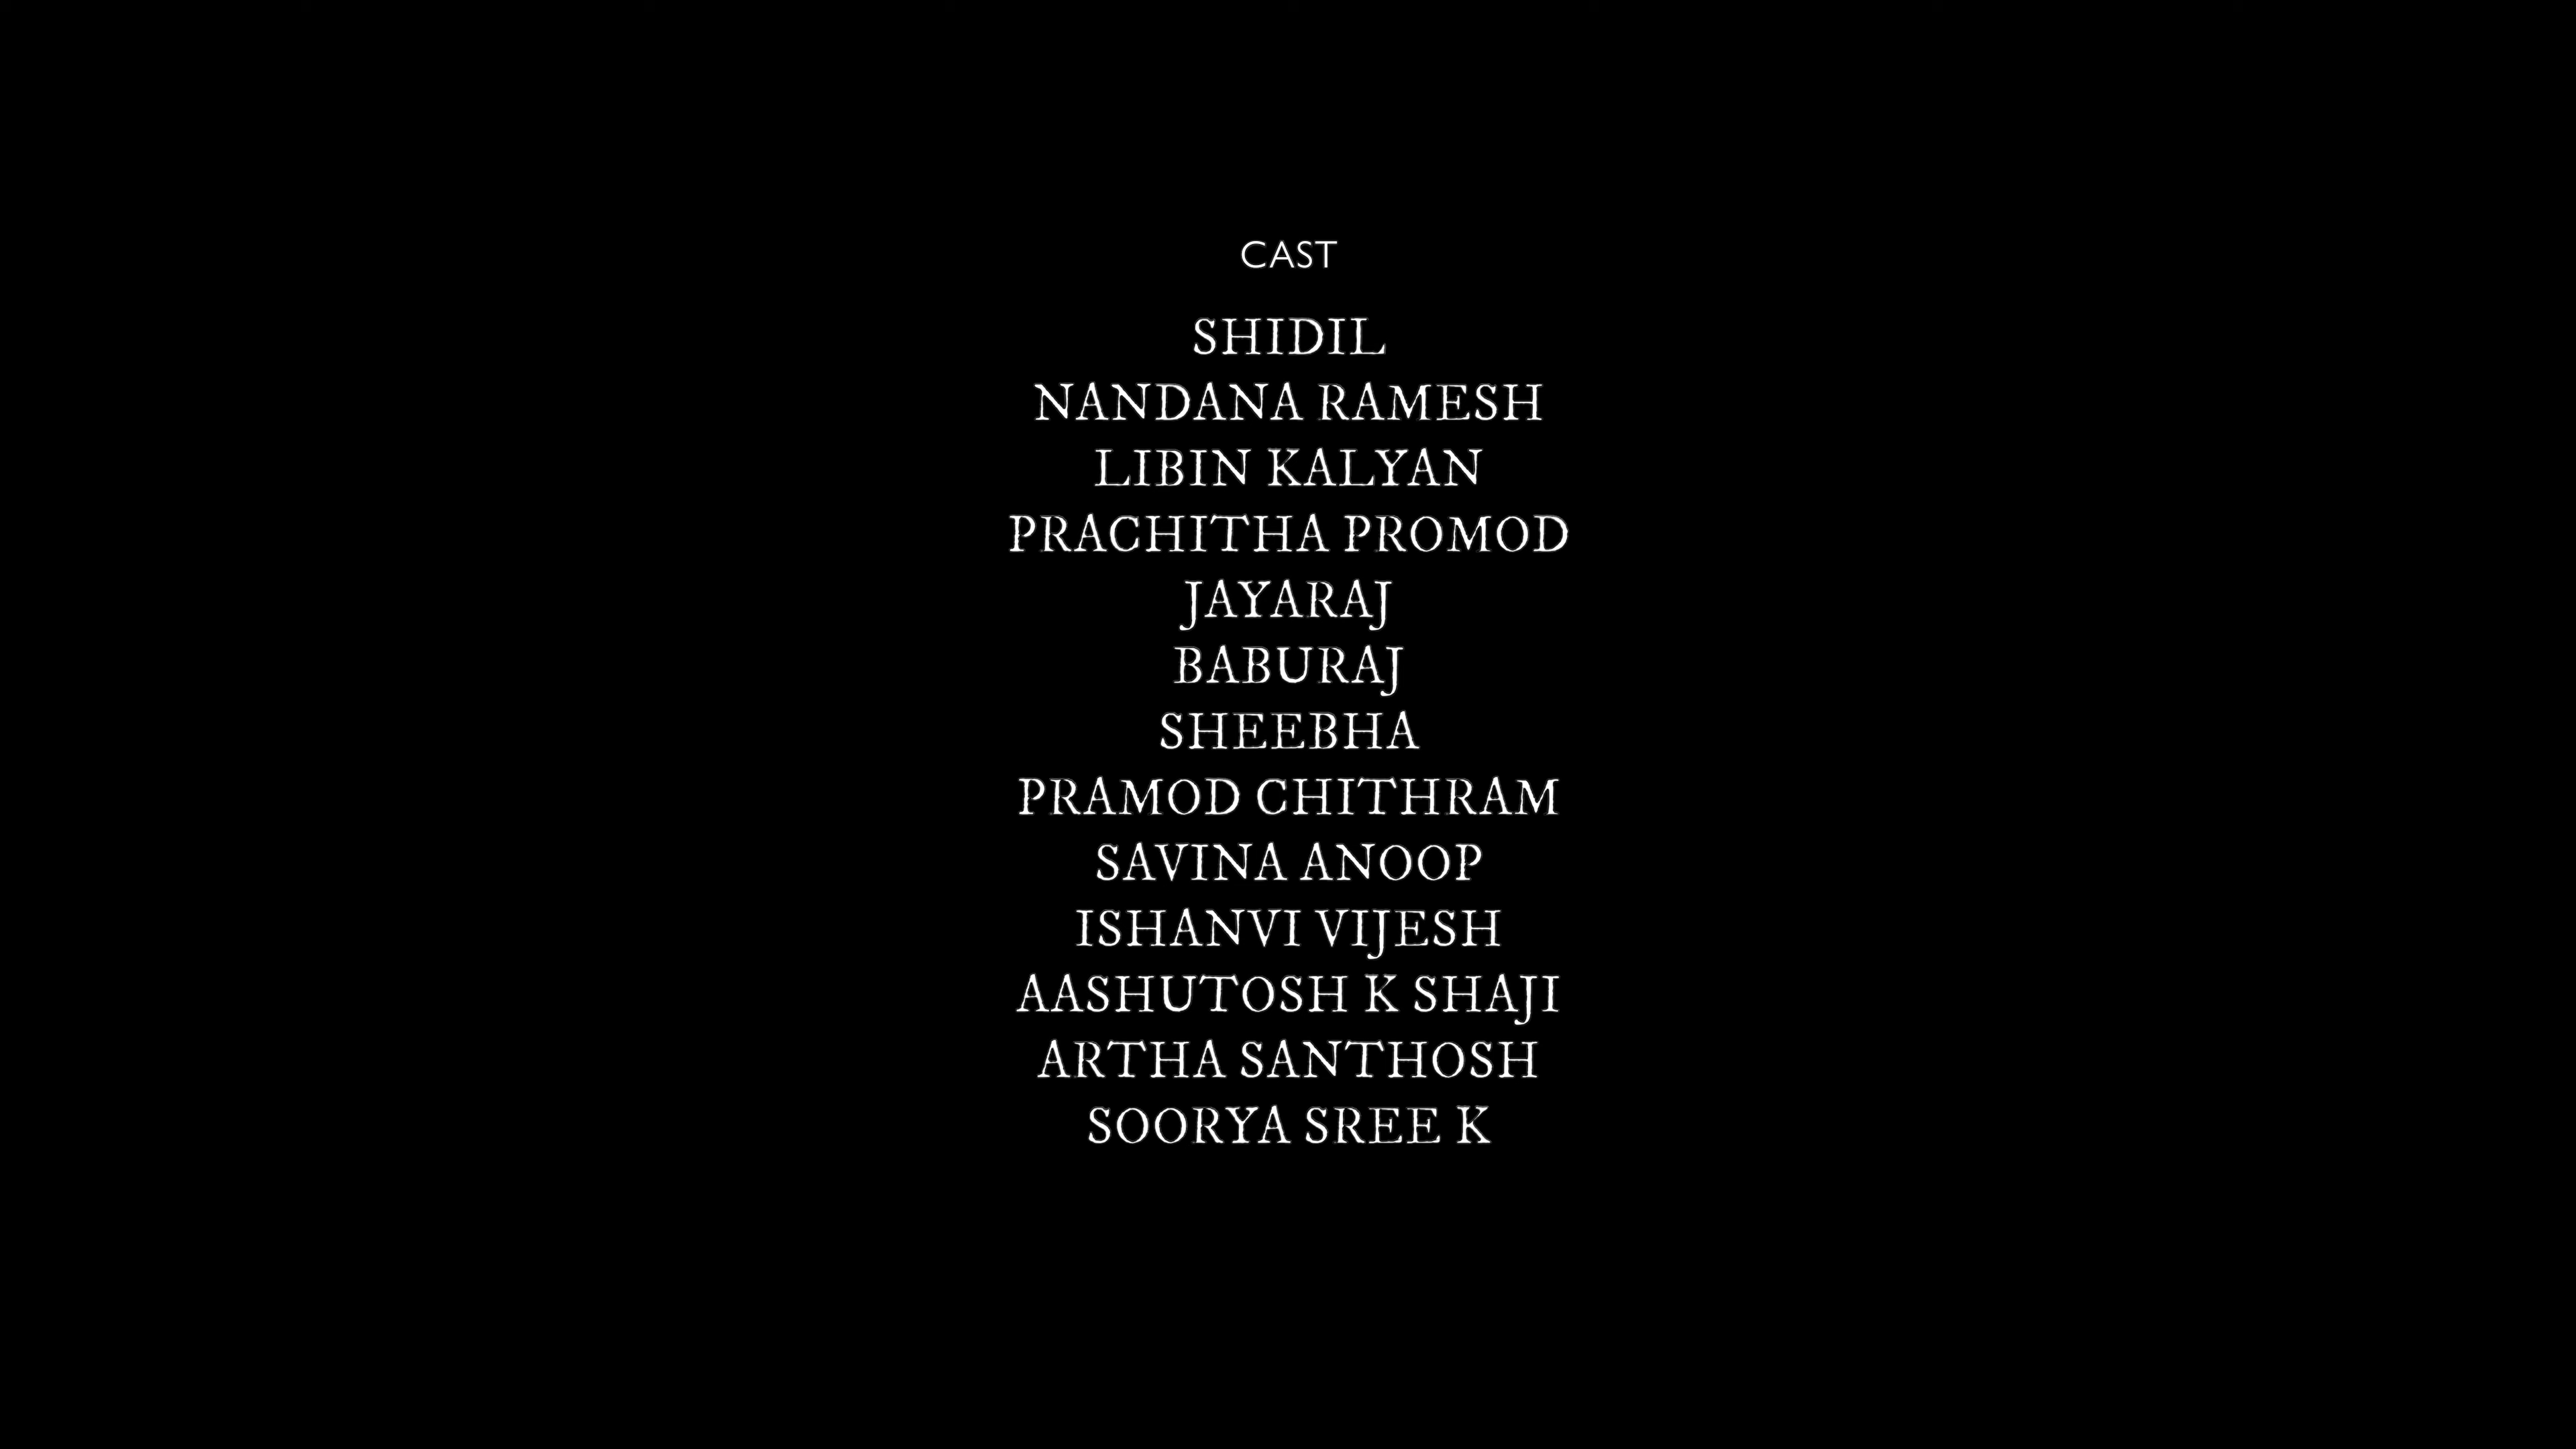 CAST
SHIDIL
NANDANA RAMESH
LIBIN KALYAN
PRACHITHA PROMOD
JAYARAJ
BABURAJ
SHEEBHA
PRAMOD CHITHRAM
SAVINA ANOOP
ISHANVI VIJESH
AASHUTOSH K SHAJI
ARTHA SANTHOSH
SOORYA SREE K